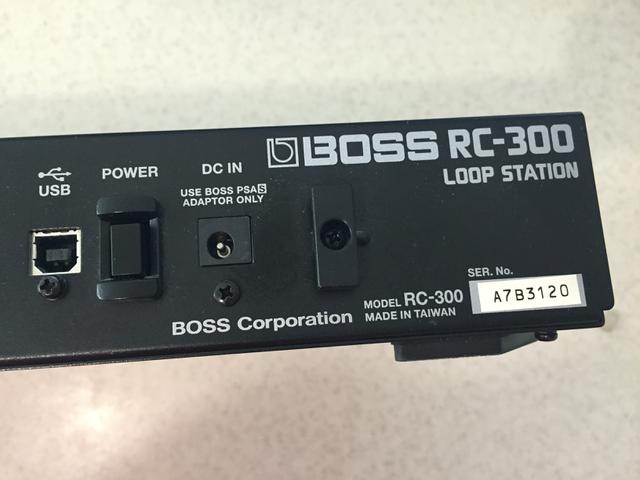 BOSS RC-300
LOOP STATION
USB
POWER
DC IN
USE BOSS PSA S
ADAPTOR ONLY
SER. No.
A7B3120
MODEL RC-300
MADE IN TAIWAN
BOSS Corporation